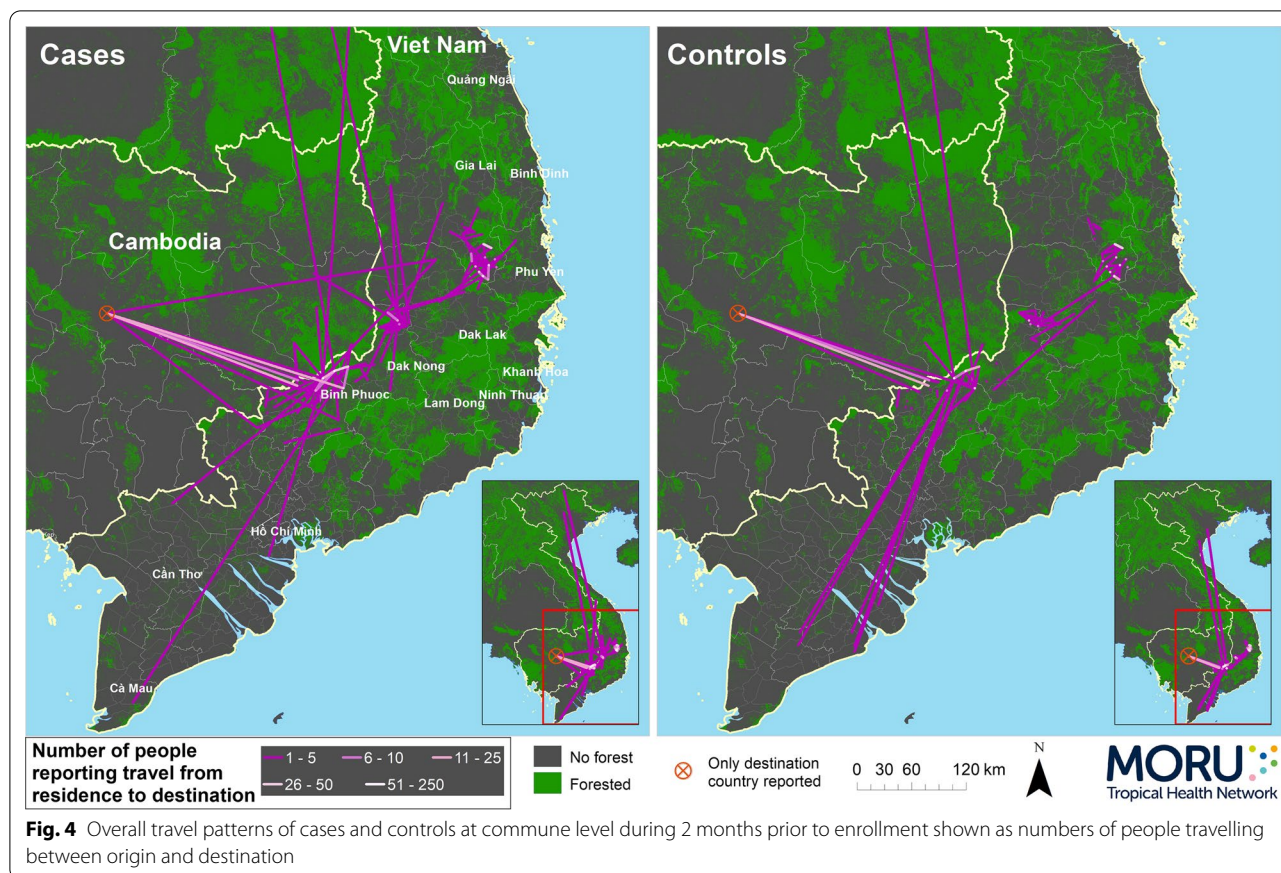 Cases
Viet Nam
Quảng Ngãi
Gia Lai
Binh Dinh
Cambodia
Phu Yen
Dak Lak
Dak Nong
Khanh Hoa
Binh Phuoc
Ninh Thuan
Lam Dong
Hồ Chí Minh
Cần Thơ
Cà Mau
Controls
Number of people
reporting travel from
residence to destination
1 - 5
6 - 10
11 - 25
26 - 50
51 - 250
No forest
Forested
Only destination
country reported
0 30 60 120 km
N
MORU
Tropical Health Network
Fig. 4 Overall travel patterns of cases and controls at commune level during 2 months prior to enrollment shown as numbers of people travelling
between origin and destination